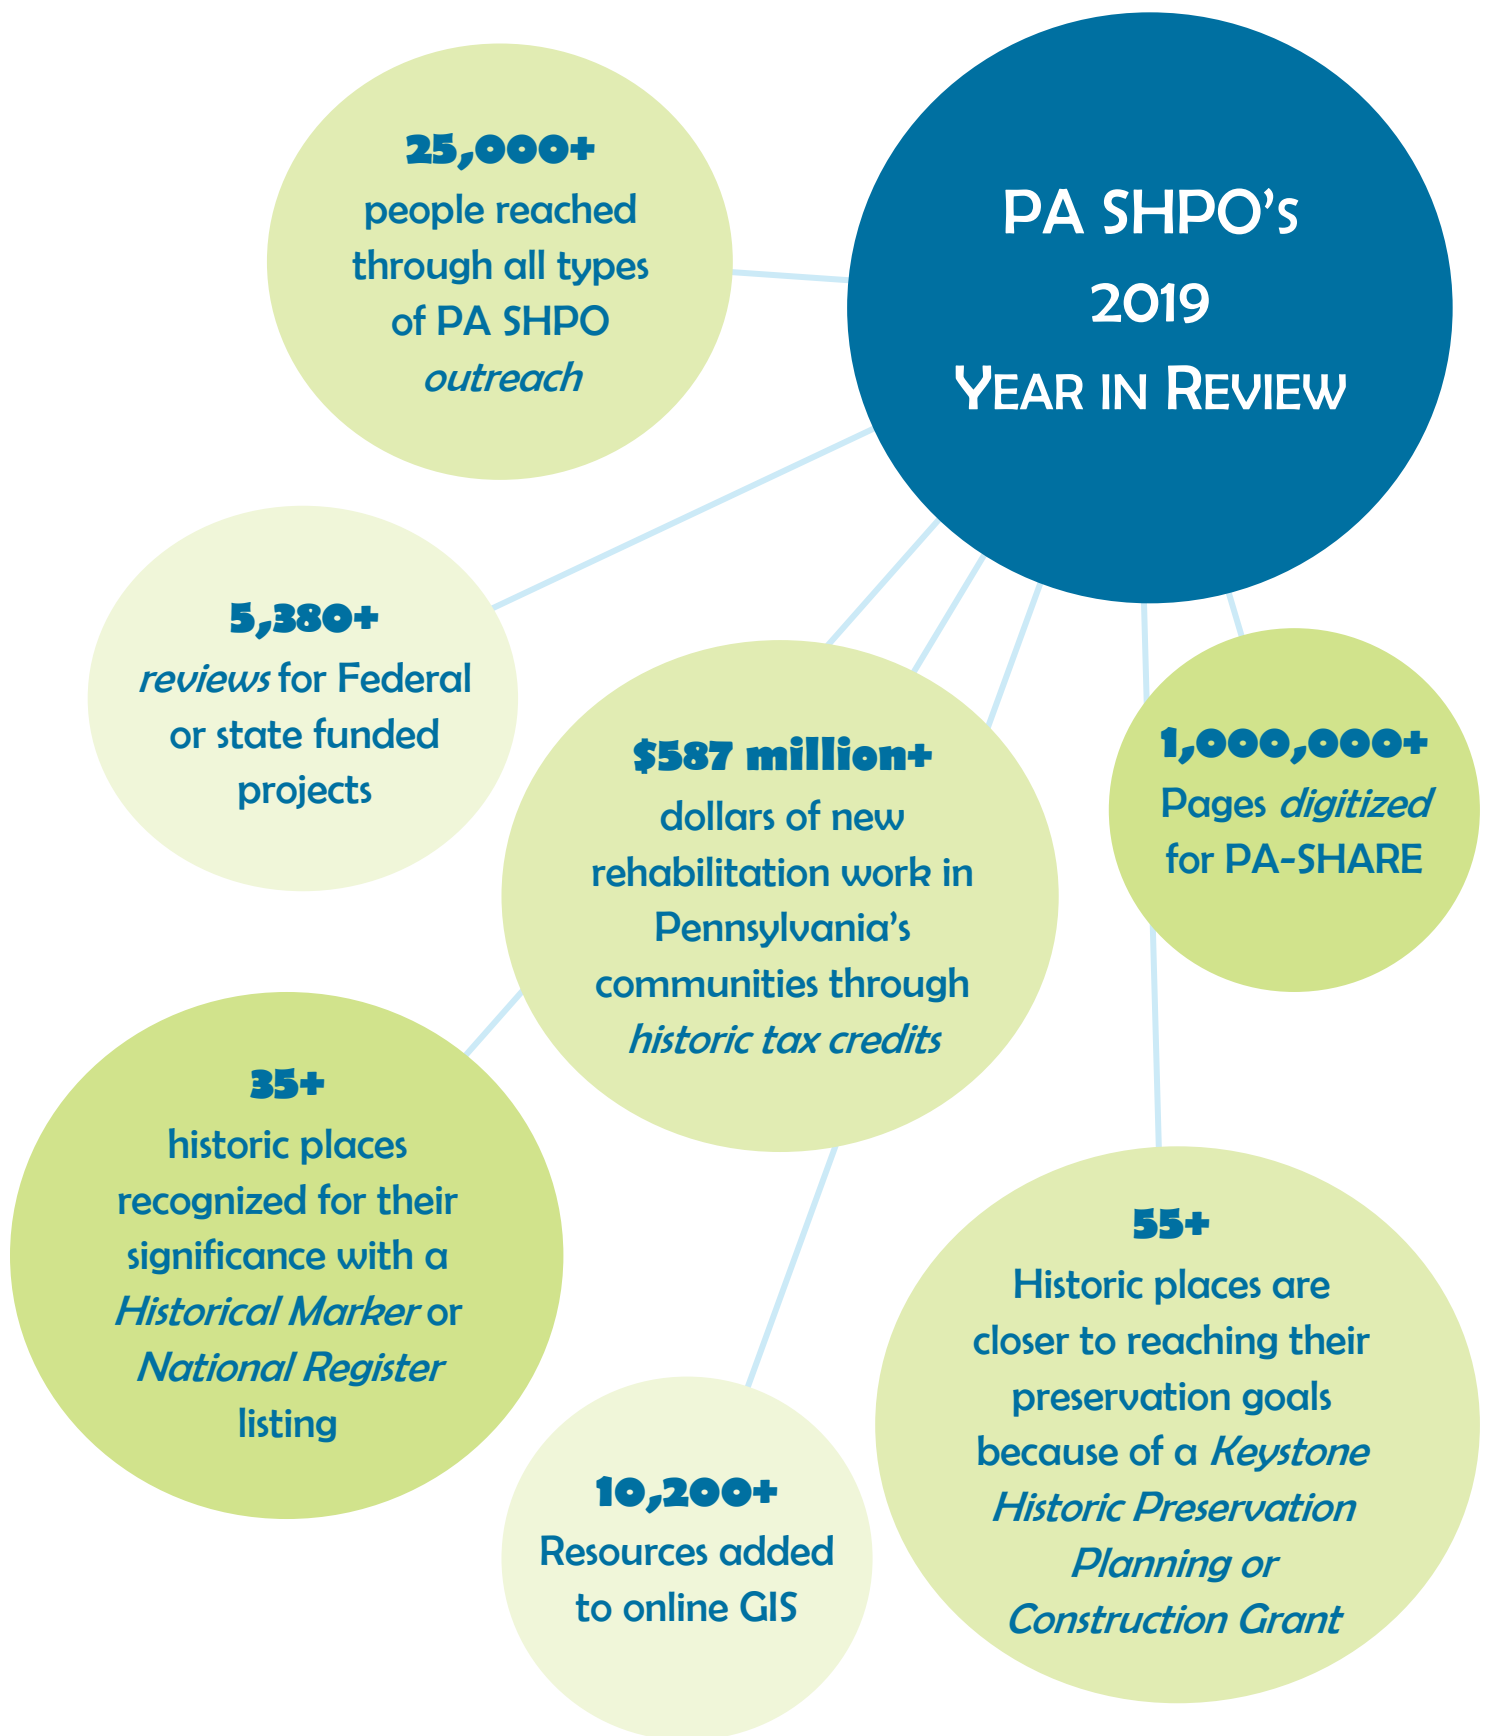 PA SHPO’s
2019
YEAR IN REVIEW
25,000+
people reached
through all types
of PA SHPO
outreach
5,380+
reviews for Federal
or state funded
projects
$587 million+
dollars of new
rehabilitation work in
Pennsylvania’s
communities through
historic tax credits
1,000,000+
Pages digitized
for PA-SHARE
35+
historic places
recognized for their
significance with a
Historical Marker or
National Register
listing
55+
Historic places are
closer to reaching their
preservation goals
because of a Keystone
Historic Preservation
Planning or
Construction Grant
10,200+
Resources added
to online GIS